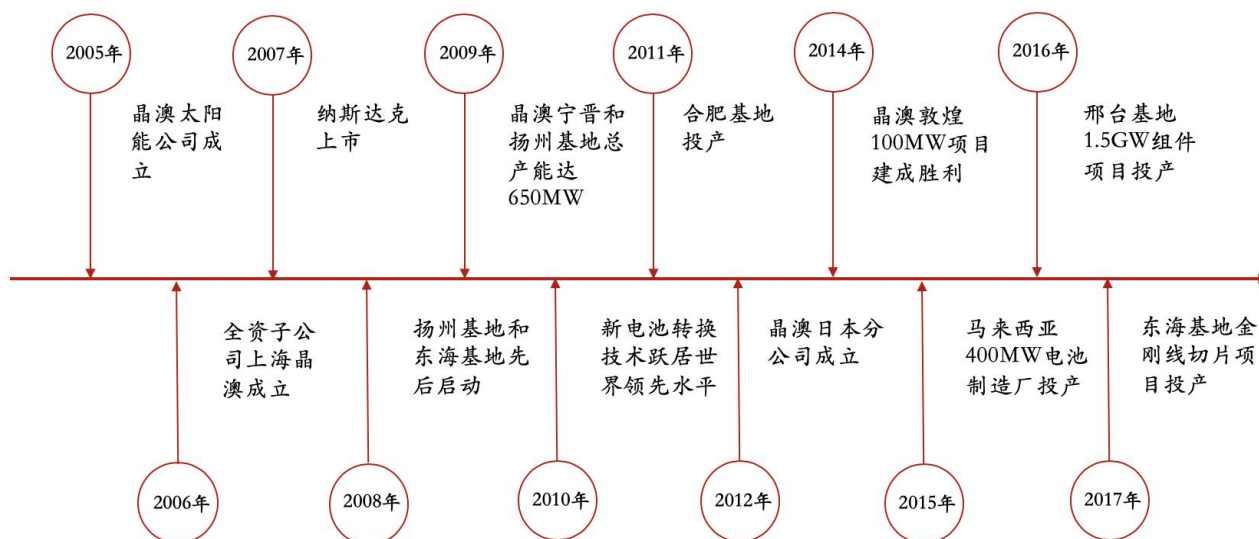 2005年
晶澳太阳
能公司成
立
2007年
纳斯达克
上市
2009年
晶澳宁晋和
扬州基地总
产能达
650MW
2011年
合肥基地
投产
2014年
晶澳敦煌
100MW项目
建成胜利
2016年
邢台基地
1.5GW组件
项目投产
2006年
全资子公
司上海晶
澳成立
2008年
扬州基地和
东海基地先
后启动
2010年
新电池转换
技术跃居世
界领先水平
2012年
晶澳日本分
公司成立
2015年
马来西亚
400MW电池
制造厂投产
2017年
东海基地金
刚线切片项
目投产